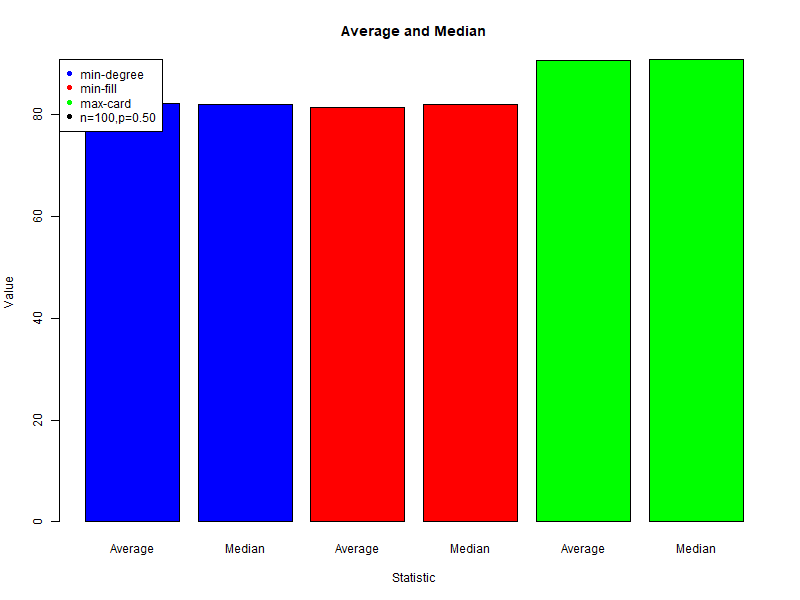 Average and Median
min-degree
min-fill
max-card
n=100,p=0.50
Value
80
60
40
20
0
Average Median Average Median Average Median
Statistic